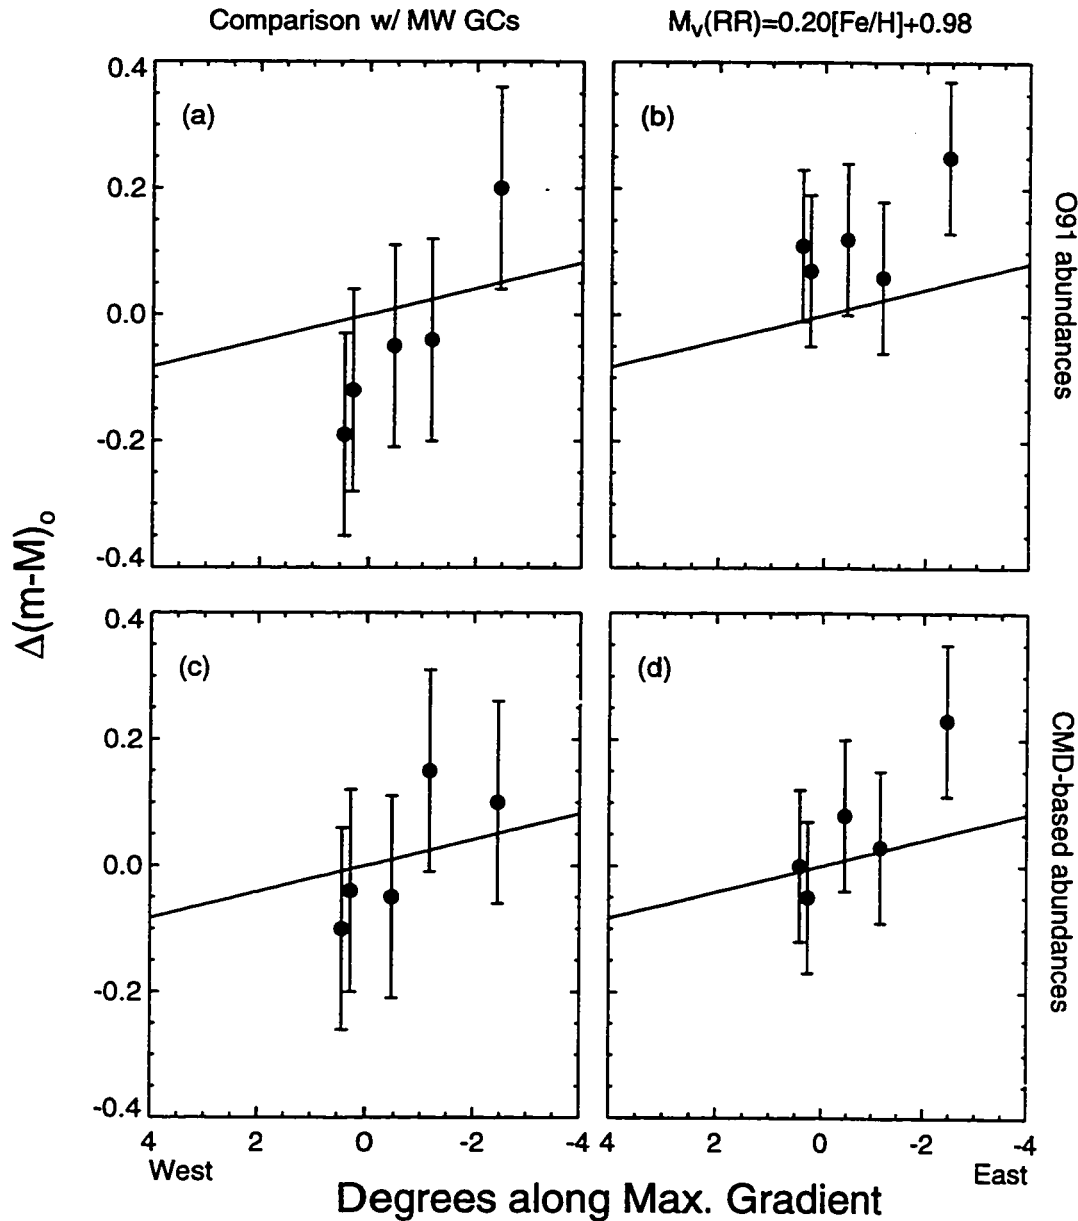 Comparison w/ MW GCs
Mv(RR)=0.20[Fe/H]+0.98
0.4
0.2
0.0
-0.2
-0.4
(a)
(b)
O91 abundances
Δ(m-M)o
0.4
0.2
0.0
-0.2
-0.4
(c)
(d)
CMD-based abundances
4 2 0 -2 -4 4 2 0 -2 -4
West East
Degrees along Max. Gradient